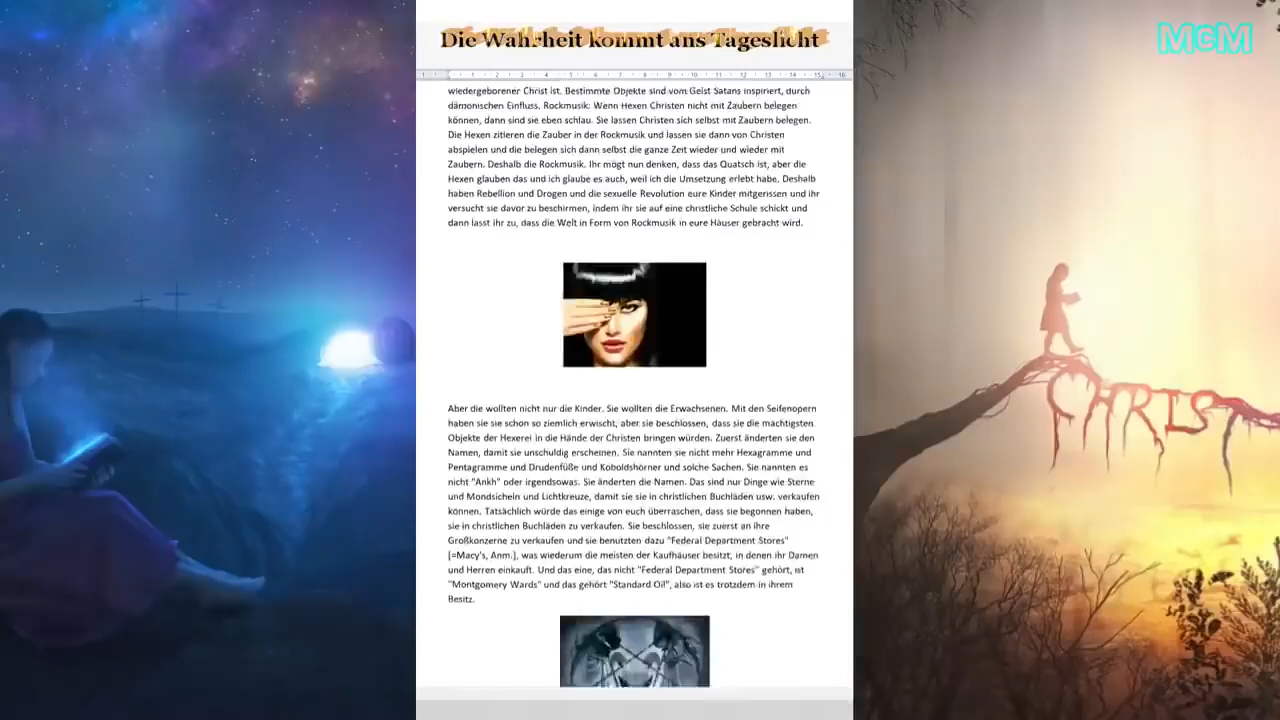 Die Wahrheit kommt ans Tageslicht
McM
wiedergeborener Christ ist. Bestimmte Objekte sind vom Geist Satans inspiriert, durch
dämonischen Einfluss. Rockmusik: Wenn Hexen Christen nicht mit Zaubern belegen
können, dann sind sie eben schlau. Sie lassen Christen sich selbst mit Zaubern belegen.
Die Hexen zitieren die Zauber in der Rockmusik und lassen sie dann von Christen
abspielen und die belegen sich dann selbst die ganze Zeit wieder und wieder mit
Zaubern. Deshalb die Rockmusik. Ihr mögt nun denken, dass das Quatsch ist, aber die
Hexen glauben das und ich glaube es auch, weil ich die Umsetzung erlebt habe. Deshalb
haben Rebellion und Drogen und die sexuelle Revolution eure Kinder mitgerissen und ihr
versucht sie davor zu beschirmen, indem ihr sie auf eine christliche Schule schickt und
dann lasst ihr zu, dass die Welt in Form von Rockmusik in eure Häuser gebracht wird.
CHRIST
Aber die wollten nicht nur die Kinder. Sie wollten die Erwachsenen. Mit den Seifenopern
haben sie sie schon so ziemlich erwischt, aber sie beschlossen, dass sie die mächtigsten
Objekte der Hexerei in die Hände der Christen bringen würden. Zuerst änderten sie den
Namen, damit sie unschuldig erscheinen. Sie nannten sie nicht mehr Hexagramme und
Pentagramme und Drudenfüße und Koboldshörner und solche Sachen. Sie nannten es
nicht "Ankh" oder irgendsowas. Sie änderten die Namen. Das sind nur Dinge wie Sterne
und Mondsicheln und Lichtkreuze, damit sie sie in christlichen Buchläden usw. verkaufen
können. Tatsächlich würde das einige von euch überraschen, dass sie begonnen haben,
sie in christlichen Buchläden zu verkaufen. Sie beschlossen, sie zuerst an ihre
Großkonzerne zu verkaufen und sie benutzten dazu "Federal Department Stores"
[=Macy's, Anm.], was wiederum die meisten der Kaufhäuser besitzt, in denen ihr Damen
und Herren einkauft. Und das eine, das nicht "Federal Department Stores" gehört, ist
"Montgomery Wards" und das gehört "Standard Oil", also ist es trotzdem in ihrem
Besitz.